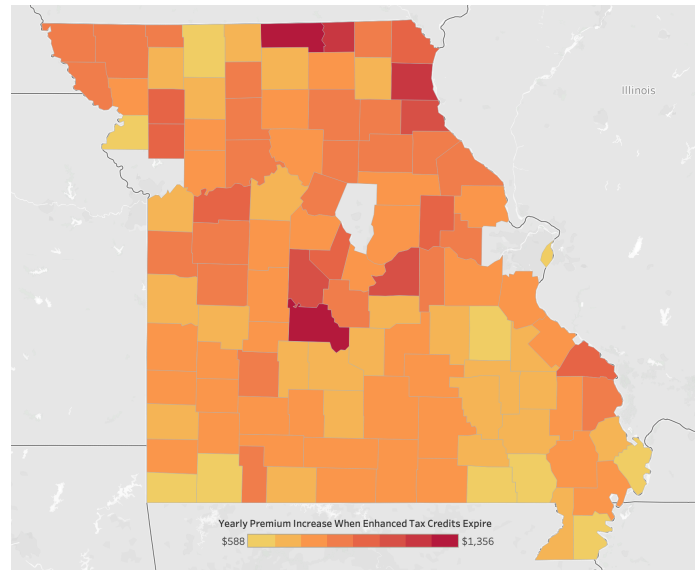 Illinois
Yearly Premium Increase When Enhanced Tax Credits Expire
$588 $1,356